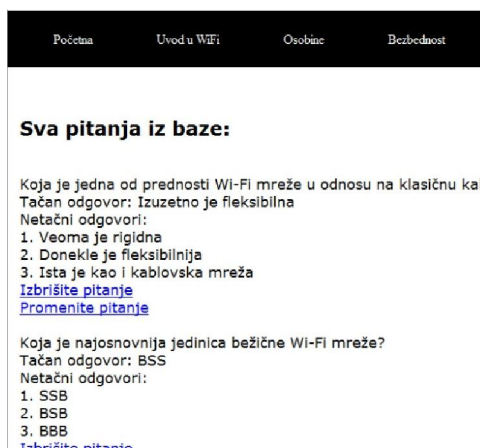 Početna Uvod u WiFi Osobine Bezbednost
Sva pitanja iz baze:
Koja je jedna od prednosti Wi-Fi mreže u odnosu na klasičnu
Tačan odgovor: Izuzetno je fleksibilna
Netačni odgovori:
1. Veoma je rigidna
2. Donekle je fleksibilnija
3. Ista je kao i kablovska mreža
Izbrišite pitanje
Promenite pitanje
Koja je najosnovnija jedinica bežične Wi-Fi mreže?
Tačan odgovor: BSS
Netačni odgovori:
1. SSB
2. BSB
3. BBB
Izbrišite pitanje